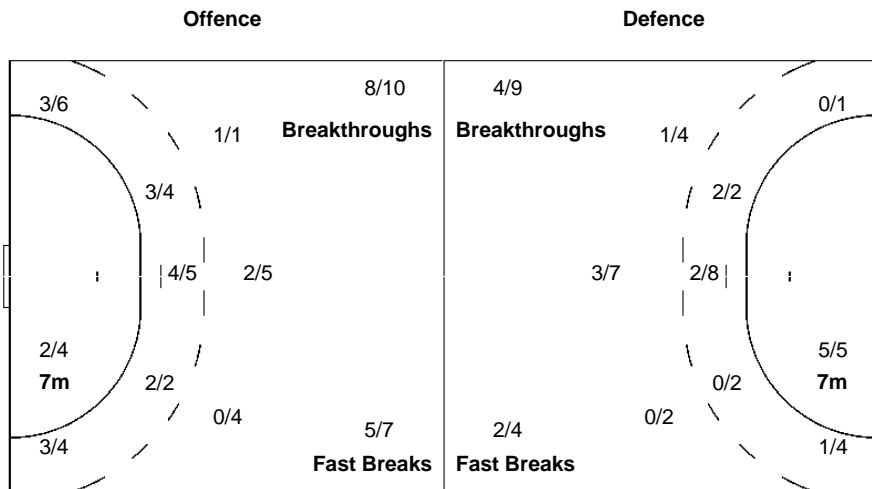 Offence Defence
8/10 4/9
3/6 0/1
Breakthroughs Breakthroughs
1/1 1/4
3/4 2/2
4/5 2/5 3/7 2/8
2/4 5/5
7m 2/2 0/2 7m
0/4 0/2
5/7 2/4
3/4 1/4
Fast Breaks Fast Breaks